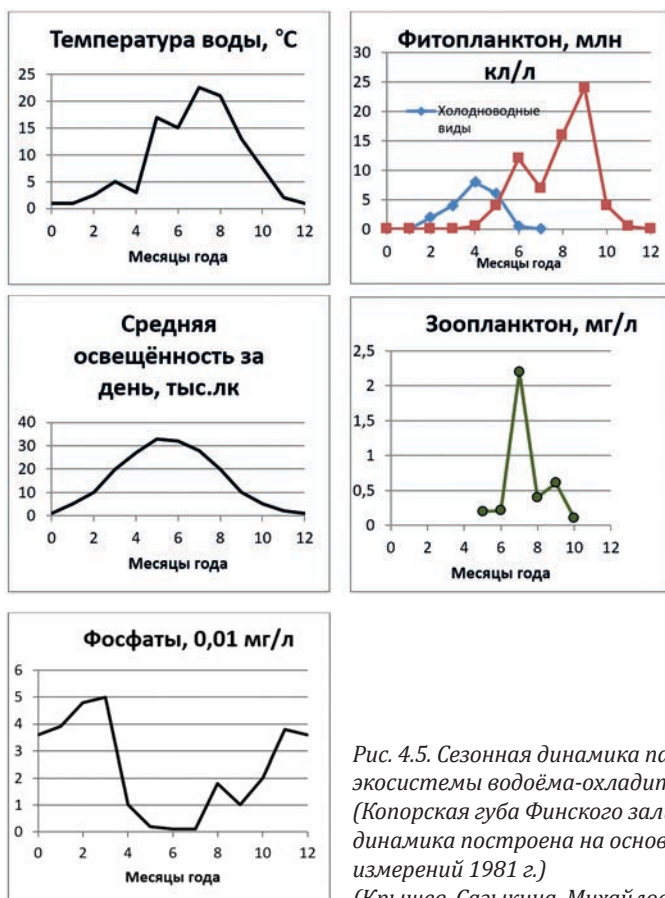 Температура воды, °С
25
20
15
10
5
0
0 2 4 6 8 10 12
Месяцы года
Фитопланктон, млн
кл/л
30
25
20
15
10
5
0
Холодноводные
виды
0 2 4 6 8 10 12
Месяцы года
Средняя
освещённость за
день, тыс.лк
40
30
20
10
0
0 2 4 6 8 10 12
Месяцы года
Зоопланктон, мг/л
2,5
2
1,5
1
0,5
0
0 2 4 6 8 10 12
Месяцы года
Фосфаты, 0,01 мг/л
6
5
4
3
2
1
0
0 2 4 6 8 10 12
Месяцы года
Рис. 4.5. Сезонная динамика па
экосистемы водоёма-охладит
(Копорская губа Финского зали
динамика построена на основ
измерений 1981 г.)
(Крышев, Сазыкина, Михайлов